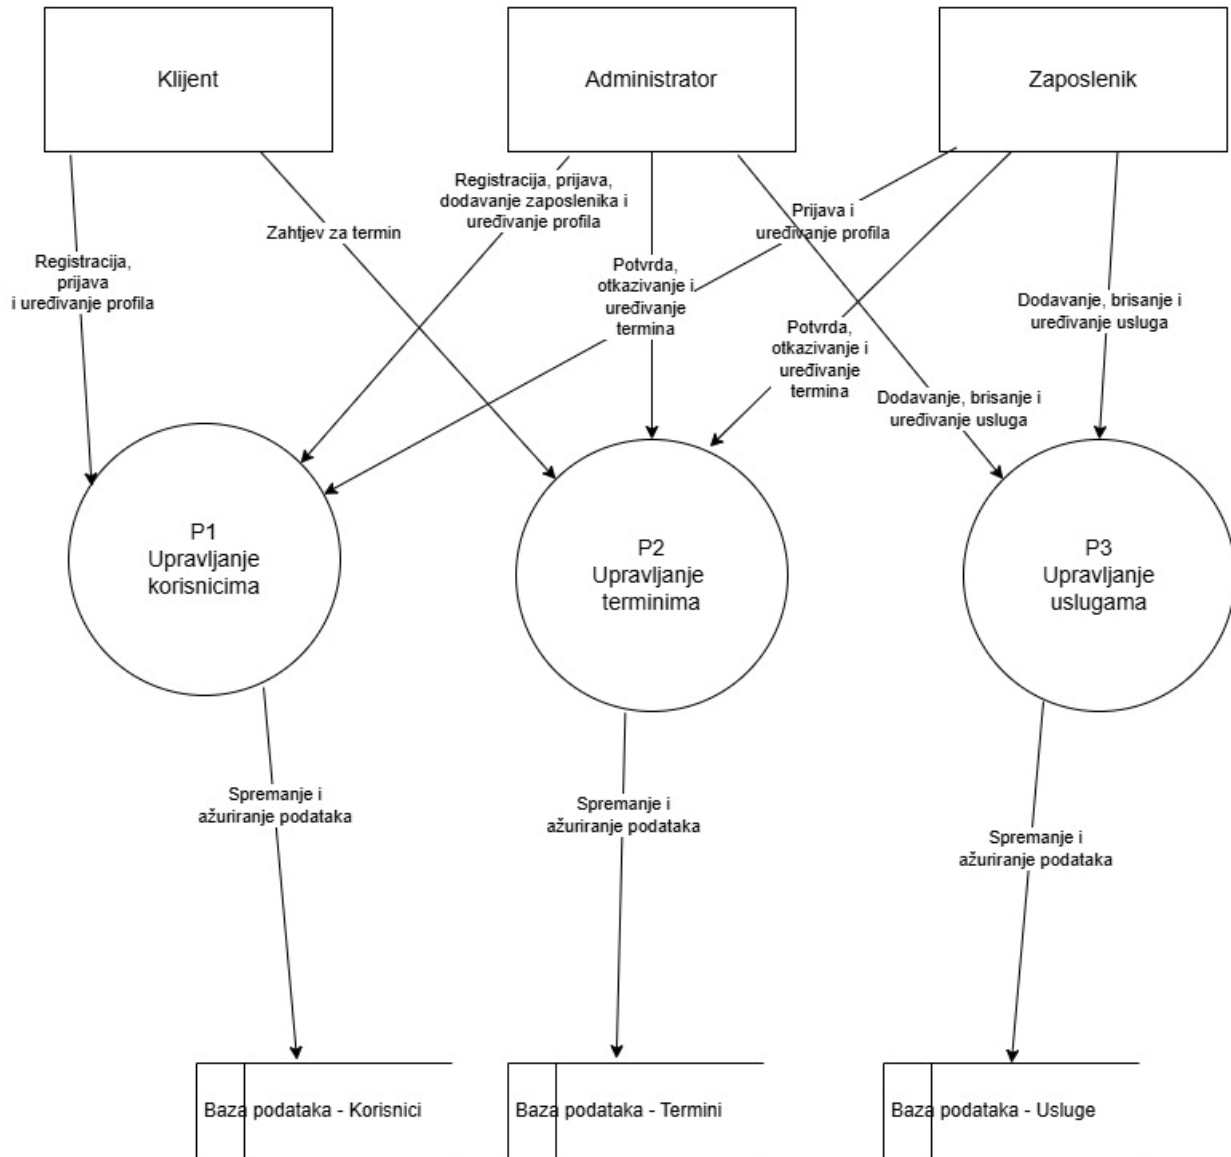 Klijent
Administrator
Zaposlenik
Registracija, prijava,
dodavanje zaposlenika i
uređivanje profila
Zahtjev za termin
Prijava i
uređivanje profila
Registracija,
prijava
i uređivanje profila
Potvrda,
otkazivanje i
uređivanje
termina
Dodavanje, brisanje i
uređivanje usluga
Potvrda,
otkazivanje i
uređivanje
termina
Dodavanje, brisanje i
uređivanje usluga
P1
Upravljanje
korisnicima
P2
Upravljanje
terminima
P3
Upravljanje
uslugama
Spremanje i
ažuriranje podataka
Spremanje i
ažuriranje podataka
Spremanje i
ažuriranje podataka
Baza podataka - Korisnici
Baza podataka - Termini
Baza podataka - Usluge